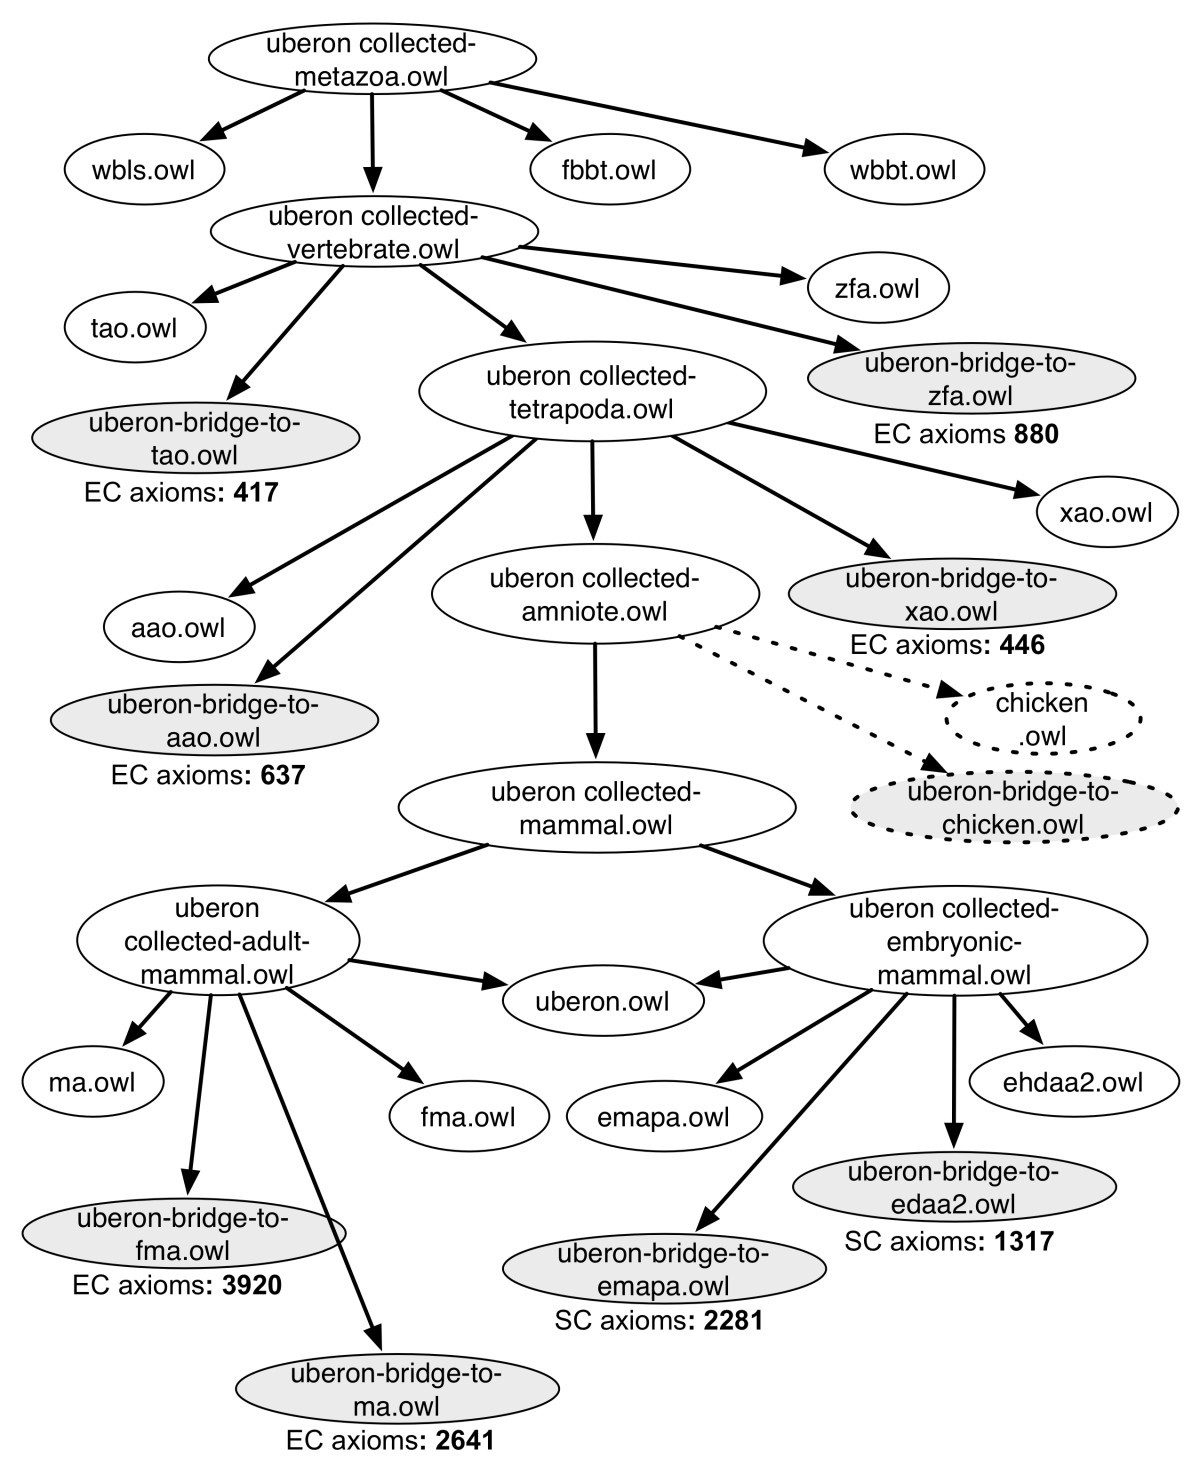 uberon collected-
metazoa.owl
wbls.owl
fbbt.owl
wbbt.owl
uberon collected-
vertebrate.owl
zfa.owl
tao.owl
uberon-bridge-to-
zfa.owl
EC axioms 880
uberon collected-
tetrapoda.owl
uberon-bridge-to-
tao.owl
EC axioms: 417
xao.owl
uberon collected-
amniote.owl
uberon-bridge-to-
xao.owl
EC axioms: 446
aao.owl
uberon-bridge-to-
aao.owl
EC axioms: 637
chicken
.owl
uberon-bridge-to-
chicken.owl
uberon collected-
mammal.owl
uberon
collected-adult-
mammal.owl
uberon collected-
embryonic-
mammal.owl
uberon.owl
ma.owl
fma.owl
emapa.owl
ehdaa2.owl
uberon-bridge-to-
edaa2.owl
SC axioms: 1317
uberon-bridge-to-
fma.owl
EC axioms: 3920
uberon-bridge-to-
emapa.owl
SC axioms: 2281
uberon-bridge-to-
ma.owl
EC axioms: 2641